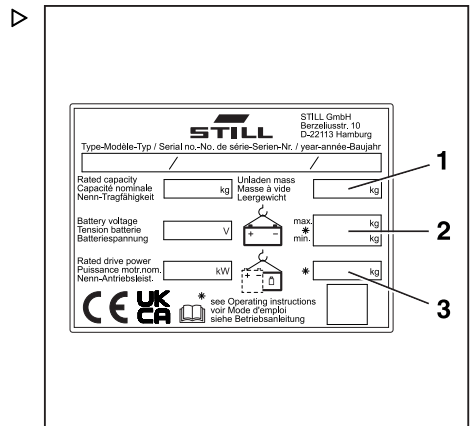 STILL
STILL GmbH
Berzeliusstr. 10
D-22113 Hamburg
Type-Modèle-Typ / Serial no.-No. de série-Serien-Nr. / year-année-Baujahr
/ /
Rated capacity
Capacité nominale
Nenn-Tragfähigkeit
kg
Unladen mass
Masse à vide
Leergewicht
kg
1
Battery voltage
Tension batterie
Batteriespannung
V
+ -
max.
*
min.
kg
kg
2
Rated drive power
Puissance motr.nom.
Nenn-Antriebsleist.
kW
+ -
*
kg
3
CE
UK
CA
*
see Operating instructions
voir Mode d'emploi
siehe Betriebsanleitung